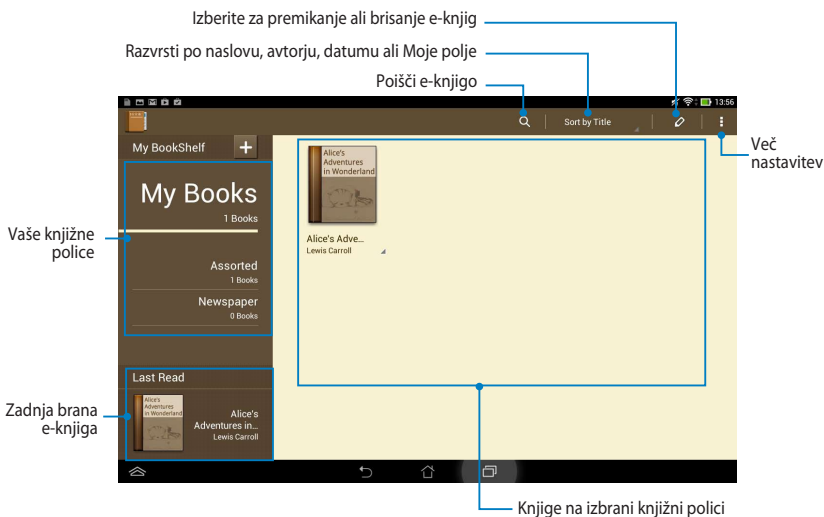 Izberite za premikanje ali brisanje e-knjig
Razvrsti po naslovu, avtorju, datumu ali Moje polje
Poišči e-knjigo
13:56
Sort by Title
Več
nastavitev
My BookShelf
My Books
1 Books
Vaše knjižne
police
Assorted
1 Books
Newspaper
0 Books
Alice's
Adventures
in Wonderland
Alice's Adve...
Lewis Carroll
Last Read
Zadnja brana
e-knjiga
Alice's
Adventures
in Wonderland
Alice's
Adventures in...
Lewis Carroll
Knjige na izbrani knjižni polici